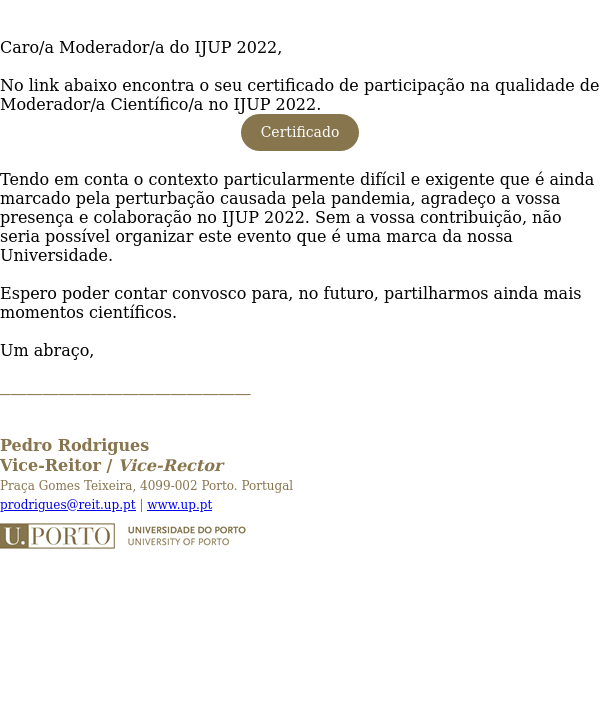 Caro/a Moderador/a do IJUP 2022,
No link abaixo encontra o seu certificado de participação na qualidade de
Moderador/a Científico/a no IJUP 2022.
Certificado
Tendo em conta o contexto particularmente difícil e exigente que é ainda
marcado pela perturbação causada pela pandemia, agradeço a vossa
presença e colaboração no IJUP 2022. Sem a vossa contribuição, não
seria possível organizar este evento que é uma marca da nossa
Universidade.
Espero poder contar convosco para, no futuro, partilharmos ainda mais
momentos científicos.
Um abraço,
Pedro Rodrigues
Vice-Reitor / Vice-Rector
Praça Gomes Teixeira, 4099-002 Porto. Portugal
prodrigues@reit.up.pt | www.up.pt
U. PORTO UNIVERSIDADE DO PORTO
UNIVERSITY OF PORTO